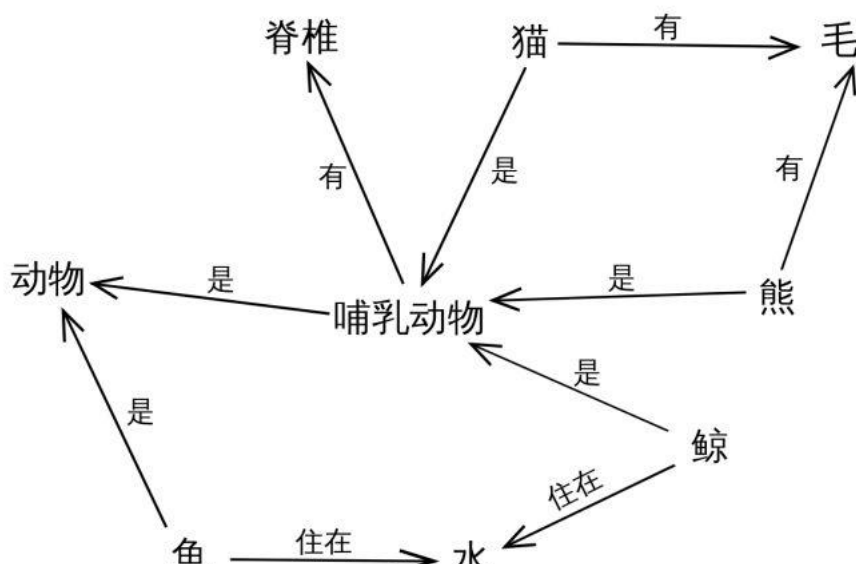 脊椎
猫
有
毛
有
是
有
动物
是
哺乳动物
是
熊
是
是
鲸
住在
鱼
住在
水